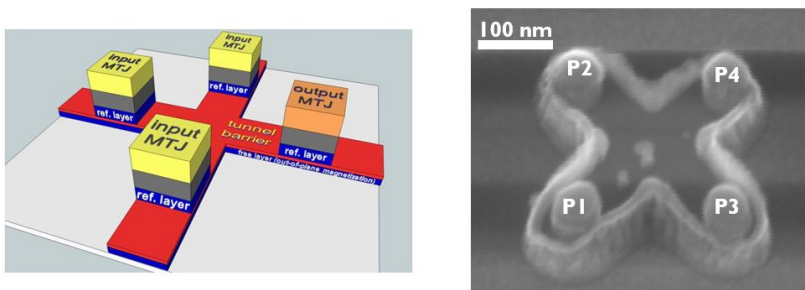 input
MTJ
input
MTJ
output
MTJ
ref. layer
ref. layer
tunnel
barrier
input
MTJ
ref. layer
free layer (out-of-plane magnetization)
ref. layer
100 nm
P2
P4
P1
P3